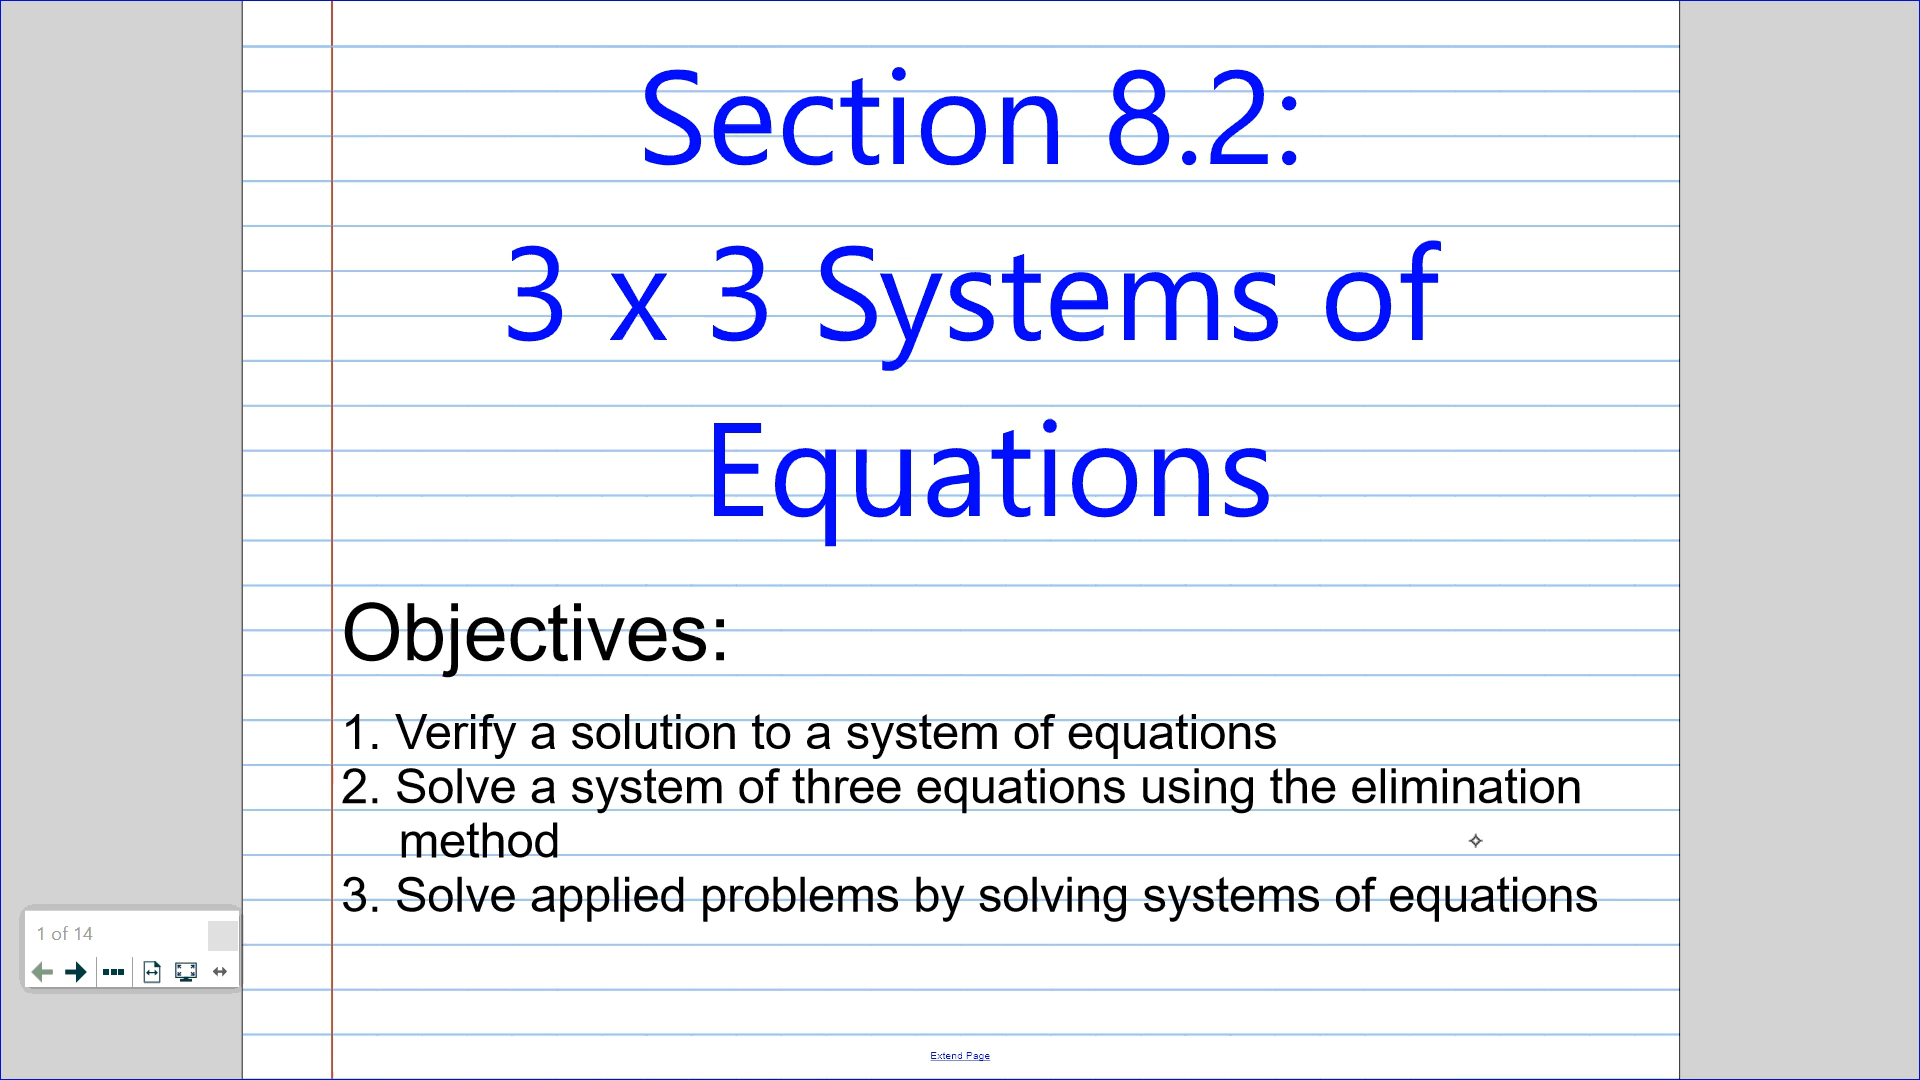 Section 8.2:
3 x 3 Systems of
Equations
Objectives:
1. Verify a solution to a system of equations
2. Solve a system of three equations using the elimination
method
3. Solve applied problems by solving systems of equations
1 of 14
Extend Page